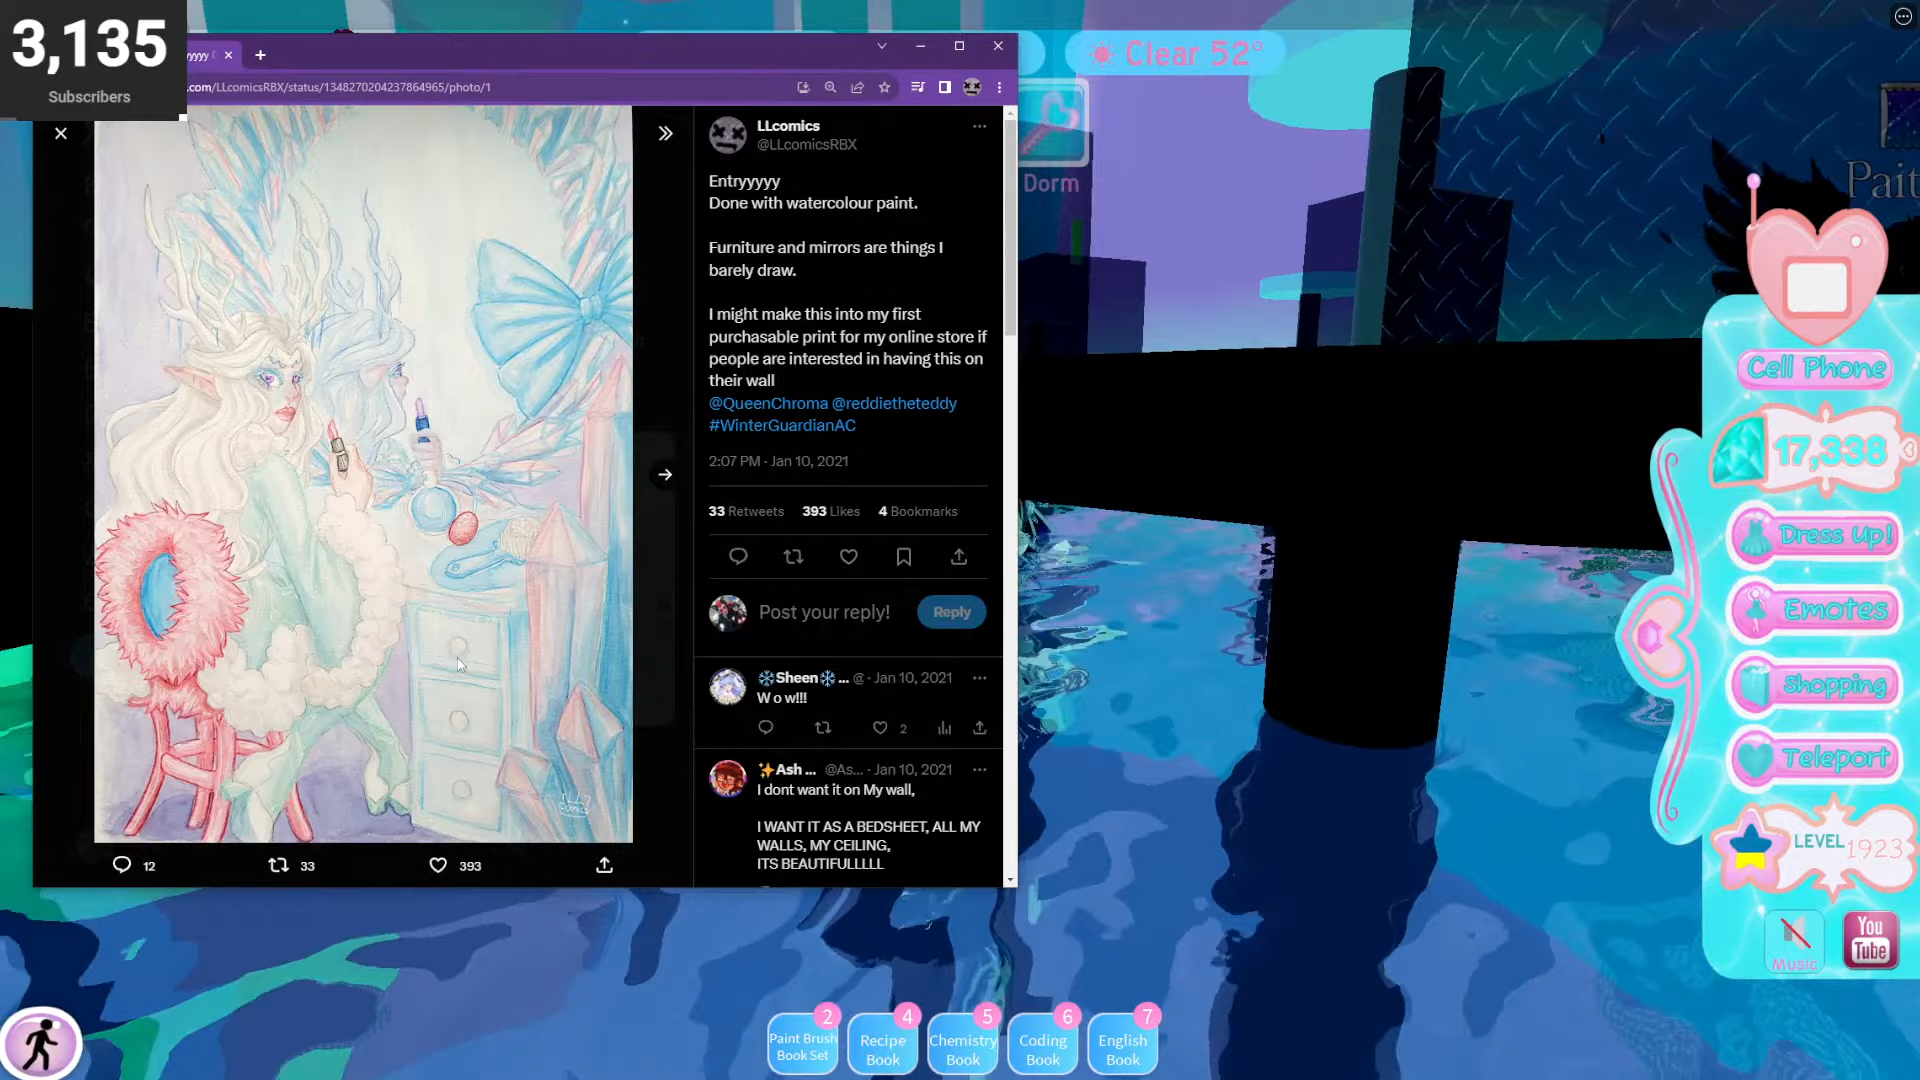 3,135
Subscribers
.com/LLcomicsRBX/status/1348270204237864965/photo/1
Clear 52°
Dorm
LLcomics
@LLcomicsRBX
Entryyyyy
Done with watercolour paint.
Furniture and mirrors are things I
barely draw.
I might make this into my first
purchasable print for my online store if
people are interested in having this on
their wall
@QueenChroma @reddietheteddy
#WinterGuardianAC
2:07 PM · Jan 10, 2021
33 Retweets 393 Likes 4 Bookmarks
Post your reply!
Reply
❄Sheen❄... @ · Jan 10, 2021
W o w!!!
2
✨Ash ... @As... · Jan 10, 2021
I dont want it on My wall,
I WANT IT AS A BEDSHEET, ALL MY
WALLS, MY CEILING,
ITS BEAUTIFULLLLL
12
33
393
Cell Phone
17,338
Dress Up!
Emotes
Shopping
Teleport
LEVEL 1923
Music
You
Tube
2
Paint Brush
Book Set
4
Recipe
Book
5
Chemistry
Book
6
Coding
Book
7
English
Book